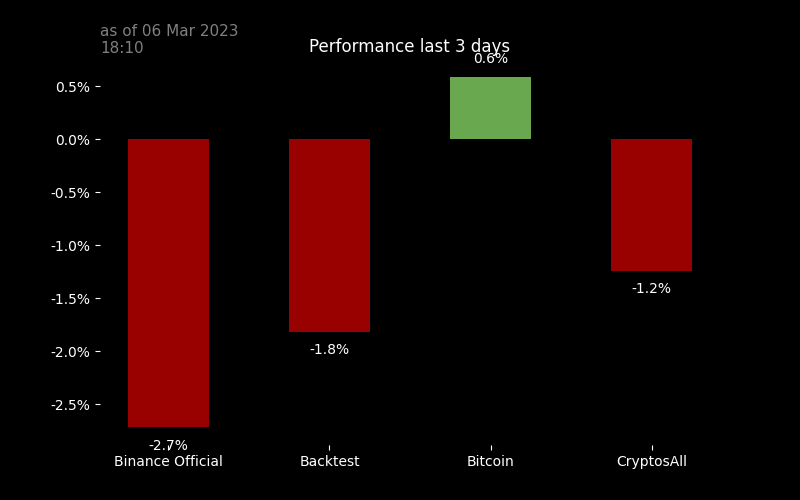 as of 06 Mar 2023
18:10
Performance last 3 days
0.6%
0.5%
0.0%
-0.5%
-1.0%
-1.2%
-1.5%
-1.8%
-2.0%
-2.5%
-2.7%
Binance Official
Backtest
Bitcoin
CryptosAll